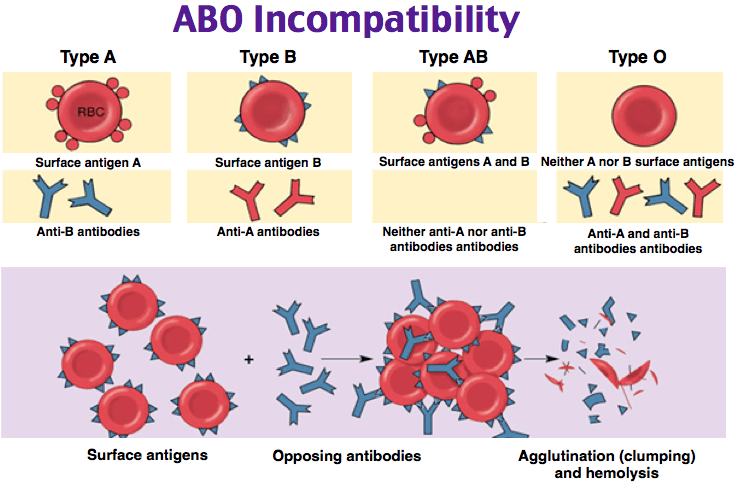 ABO Incompatibility
Type A
Type B
Type AB
Type O
RBC
Surface antigen A
Surface antigen B
Surface antigens A and B
Neither A nor B surface antigens
Anti-B antibodies
Anti-A antibodies
Neither anti-A nor anti-B
antibodies antibodies
Anti-A and anti-B
antibodies antibodies
+
Surface antigens
Opposing antibodies
Agglutination (clumping)
and hemolysis